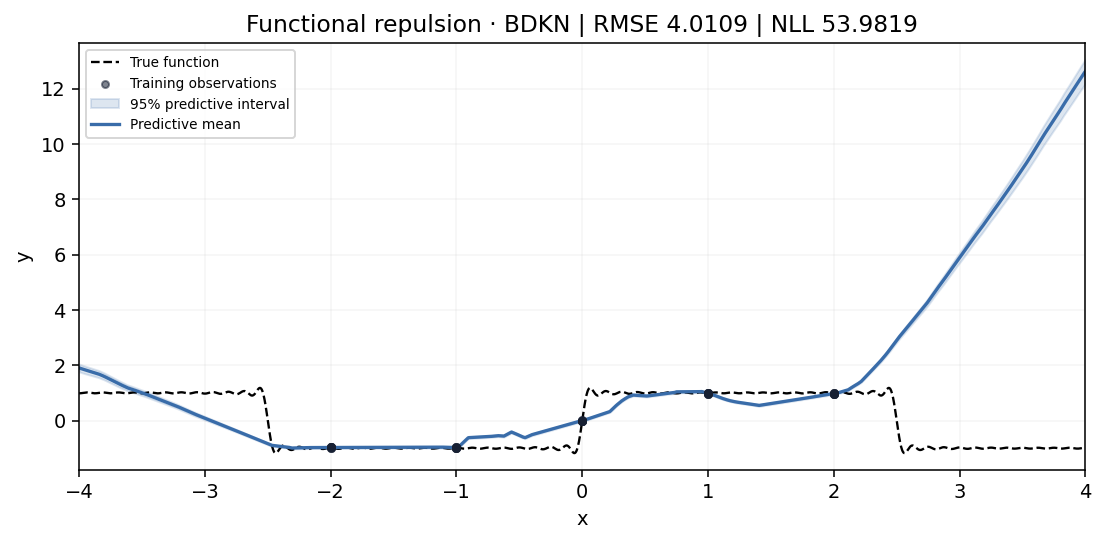 Functional repulsion · BDKN | RMSE 4.0109 | NLL 53.9819
True function
Training observations
95% predictive interval
Predictive mean
12
10
8
6
4
2
0
y
−4
−3
−2
−1
0
1
2
3
4
x